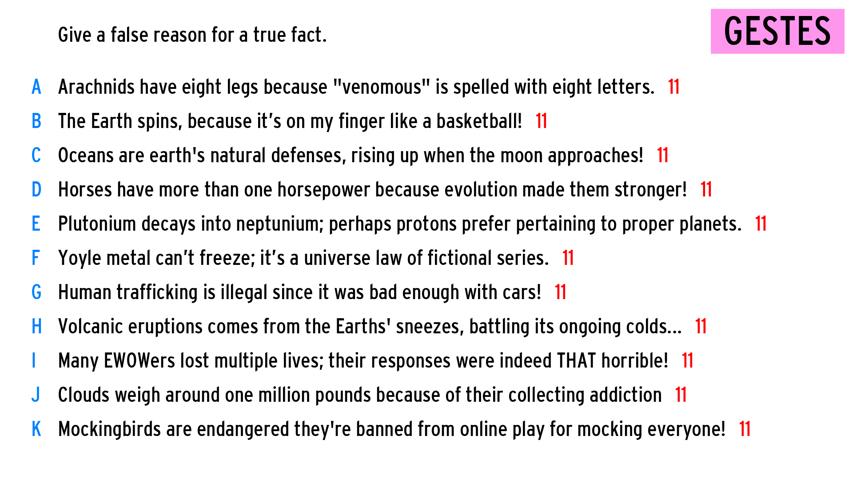 Give a false reason for a true fact.
GESTES
A Arachnids have eight legs because "venomous" is spelled with eight letters. 11
B The Earth spins, because it's on my finger like a basketball! 11
C Oceans are earth's natural defenses, rising up when the moon approaches! 11
D Horses have more than one horsepower because evolution made them stronger! 11
E Plutonium decays into neptunium; perhaps protons prefer pertaining to proper planets. 11
F Yoyle metal can't freeze; it's a universe law of fictional series. 11
G Human trafficking is illegal since it was bad enough with cars! 11
H Volcanic eruptions comes from the Earths' sneezes, battling its ongoing colds... 11
I Many EWOWers lost multiple lives; their responses were indeed THAT horrible! 11
J Clouds weigh around one million pounds because of their collecting addiction 11
K Mockingbirds are endangered they're banned from online play for mocking everyone! 11